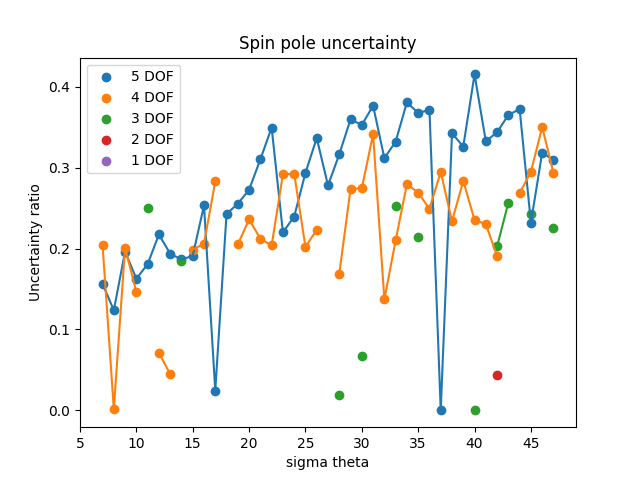 Spin pole uncertainty
5 DOF
4 DOF
3 DOF
2 DOF
1 DOF
Uncertainty ratio
0.4
0.3
0.2
0.1
0.0
5 10 15 20 25 30 35 40 45
sigma theta